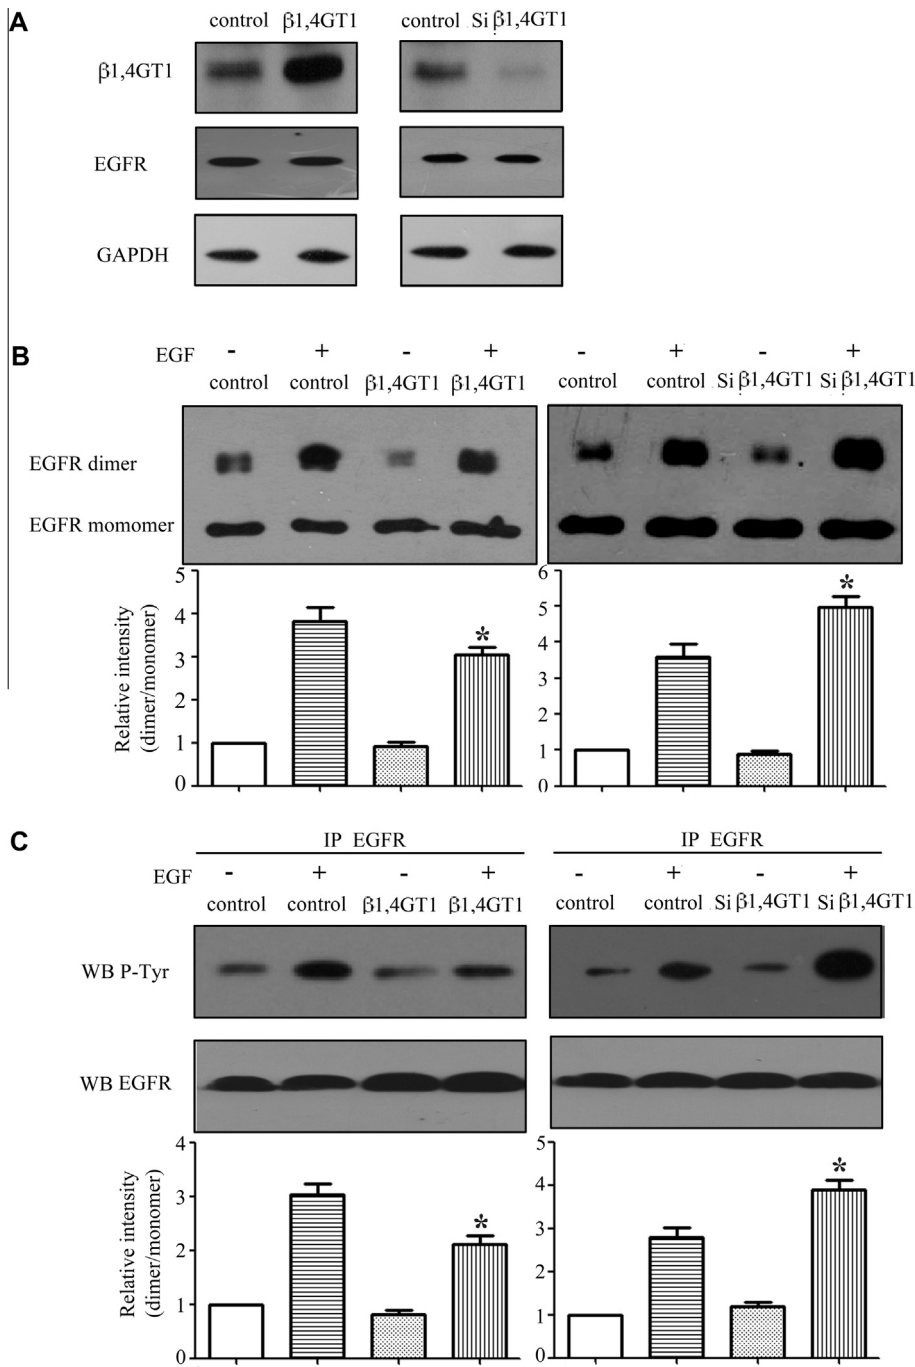 A
control β1,4GT1 control Si β1,4GT1
β1,4GT1
EGFR
GAPDH
B
EGF - + - + - + - +
control control β1,4GT1 β1,4GT1 control control Si β1,4GT1 Si β1,4GT1
EGFR dimer
EGFR momomer
Relative intensity
(dimer/monomer)
5
4
3
2
1
0
*
6
5
4
3
2
1
0
*
C
IP EGFR IP EGFR
EGF - + - + - + - +
control control β1,4GT1 β1,4GT1 control control Si β1,4GT1 Si β1,4GT1
WB P-Tyr
WB EGFR
Relative intensity
(dimer/monomer)
4
3
2
1
0
*
5
4
3
2
1
0
*